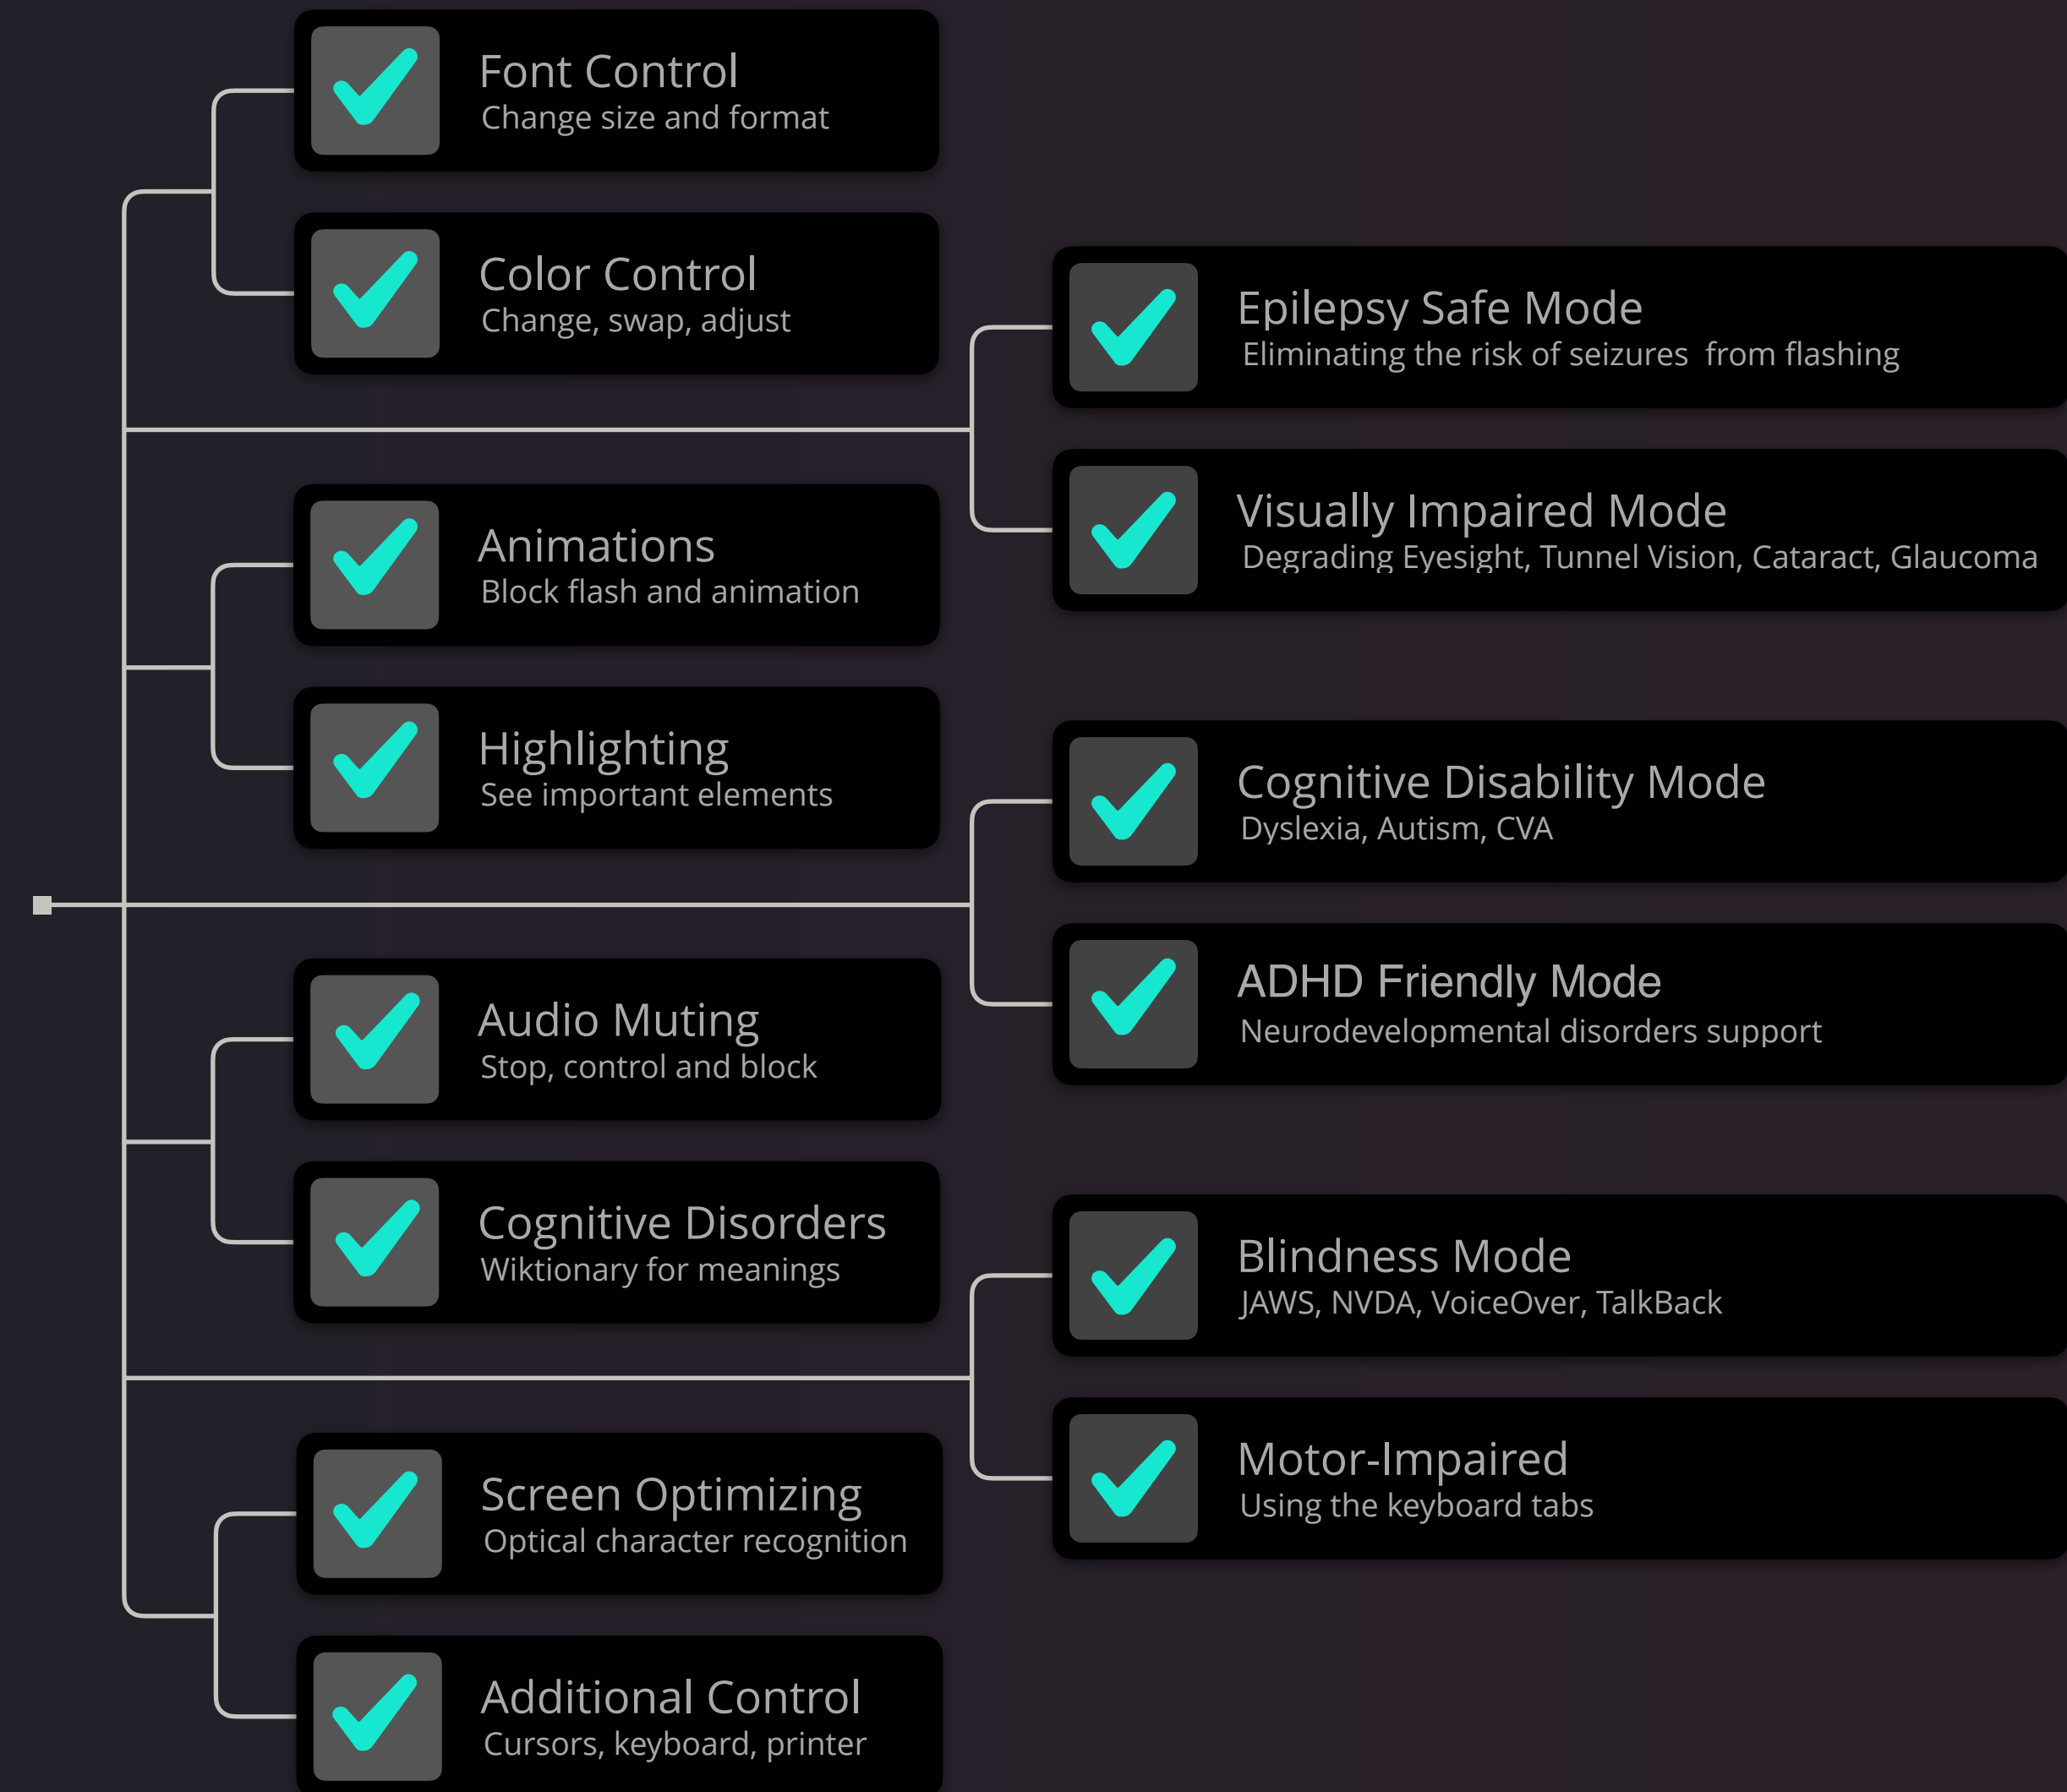 Font Control
Change size and format
Color Control
Change, swap, adjust
Animations
Block flash and animation
Highlighting
See important elements
Audio Muting
Stop, control and block
Cognitive Disorders
Wiktionary for meanings
Screen Optimizing
Optical character recognition
Additional Control
Cursors, keyboard, printer
Epilepsy Safe Mode
Eliminating the risk of seizures  from flashing
Visually Impaired Mode
Degrading Eyesight, Tunnel Vision, Cataract, Glaucoma
Cognitive Disability Mode
Dyslexia, Autism, CVA
ADHD Friendly Mode
Neurodevelopmental disorders support
Blindness Mode
JAWS, NVDA, VoiceOver, TalkBack
Motor-Impaired
Using the keyboard tabs